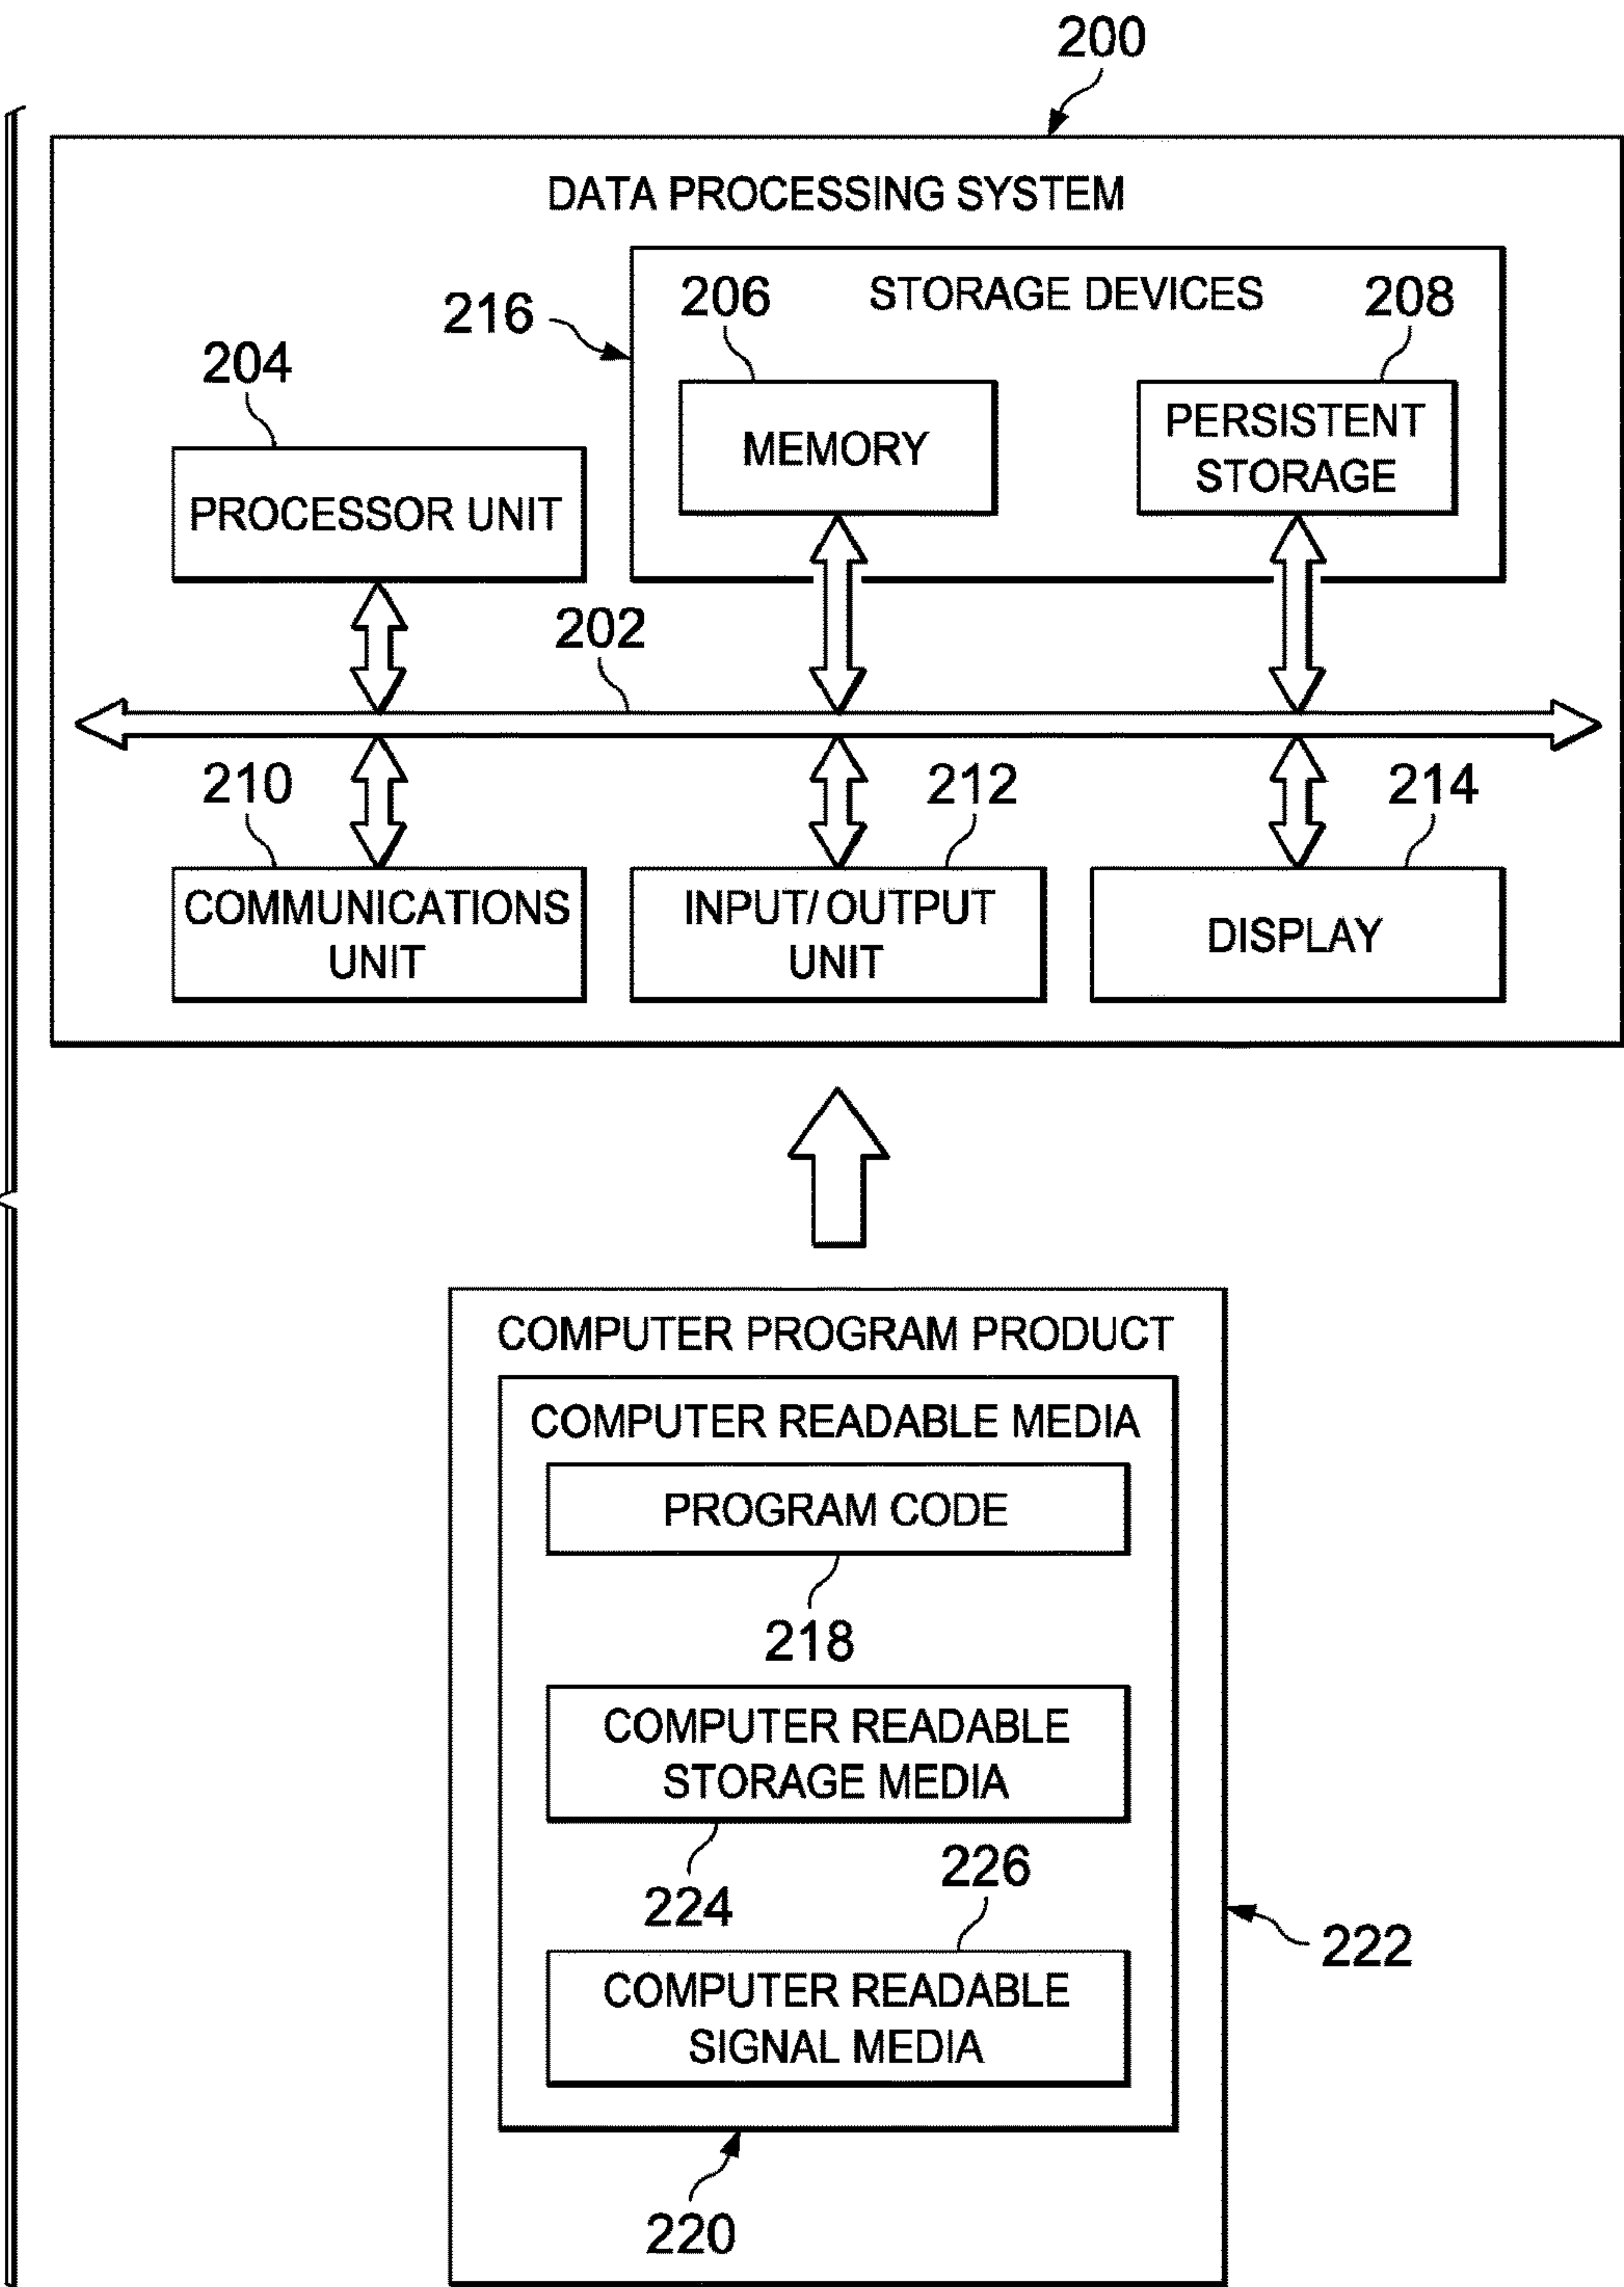 200
DATA PROCESSING SYSTEM
216
206
STORAGE DEVICES
208
204
MEMORY
PERSISTENT
STORAGE
PROCESSOR UNIT
202
210
212
214
COMMUNICATIONS
UNIT
INPUT/OUTPUT
UNIT
DISPLAY
COMPUTER PROGRAM PRODUCT
COMPUTER READABLE MEDIA
PROGRAM CODE
218
COMPUTER READABLE
STORAGE MEDIA
224
226
222
COMPUTER READABLE
SIGNAL MEDIA
220